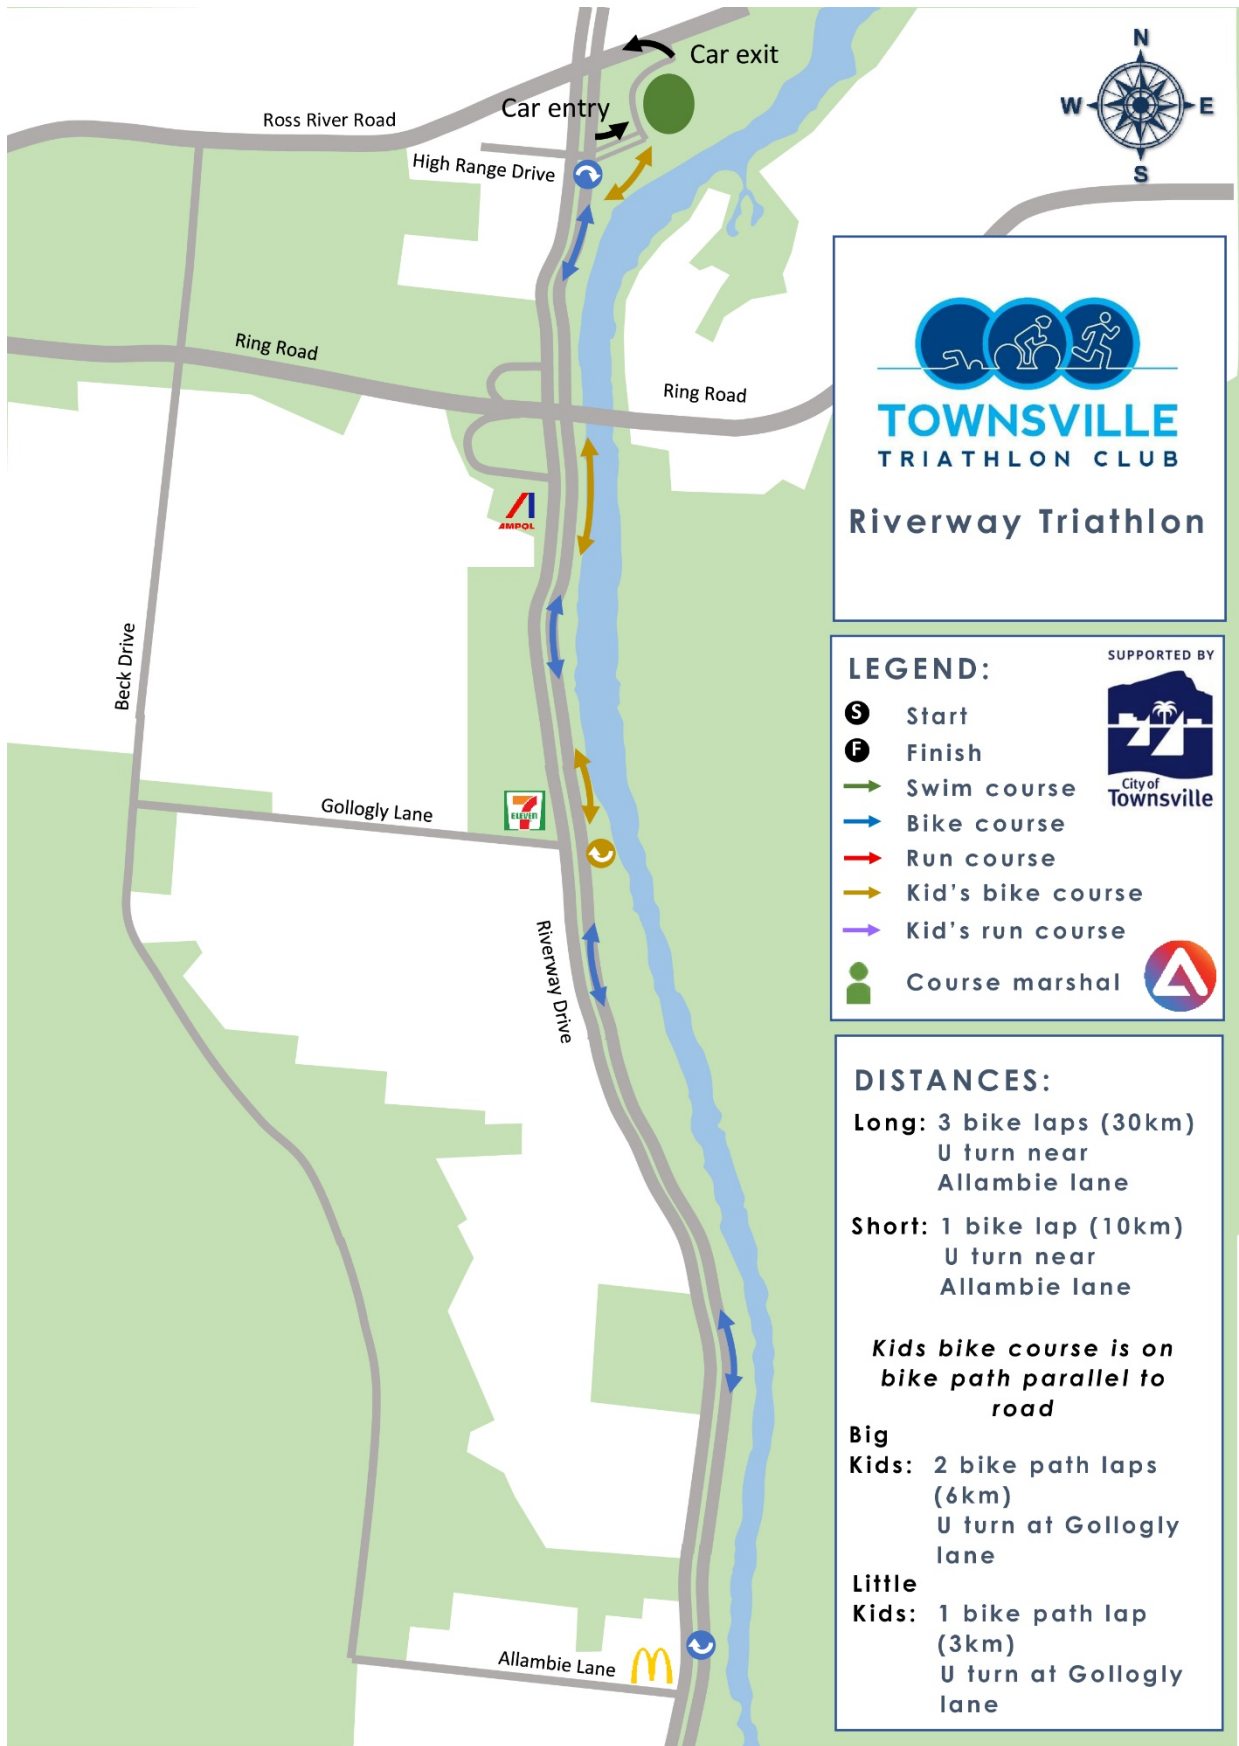 Car exit
Car entry
Ross River Road
High Range Drive
N
W
E
S
Ring Road
Ring Road
AMPOL
Beck Drive
Gollogly Lane
7
ELEVEN
Riverway Drive
Allambie Lane
TOWNSVILLE
TRIATHLON CLUB
Riverway Triathlon
LEGEND:
SUPPORTED BY
City of
Townsville
S Start
F Finish
Swim course
Bike course
Run course
Kid's bike course
Kid's run course
Course marshal
DISTANCES:
Long: 3 bike laps (30km)
U turn near
Allambie lane
Short: 1 bike lap (10km)
U turn near
Allambie lane
Kids bike course is on
bike path parallel to
road
Big
Kids: 2 bike path laps
(6km)
U turn at Gollogly
lane
Little
Kids: 1 bike path lap
(3km)
U turn at Gollogly
lane